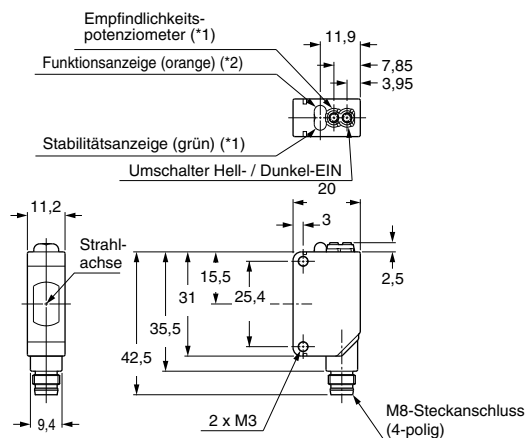 Empfindlichkeits-
potenziometer (*1)
Funktionsanzeige (orange) (*2)
11,9
7,85
3,95
Stabilitätsanzeige (grün) (*1)
Umschalter Hell- / Dunkel-EIN
20
11,2
3
Strahl-
achse
15,5
2,5
31
25,4
35,5
42,5
9,4
2 x M3
M8-Steckanschluss
(4-polig)